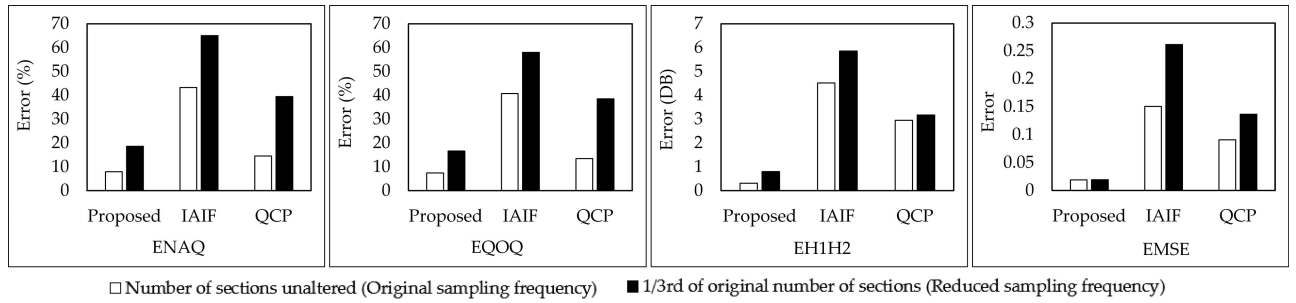 70
60
50
40
30
20
10
0
Error (%)
Proposed IAIF QCP
ENAQ
70
60
50
40
30
20
10
0
Error (%)
Proposed IAIF QCP
EQOQ
7
6
5
4
3
2
1
0
Error (DB)
Proposed IAIF QCP
EH1H2
0.3
0.25
0.2
0.15
0.1
0.05
0
Error
Proposed IAIF QCP
EMSE
Number of sections unaltered (Original sampling frequency) 1/3rd of original number of sections (Reduced sampling frequency)